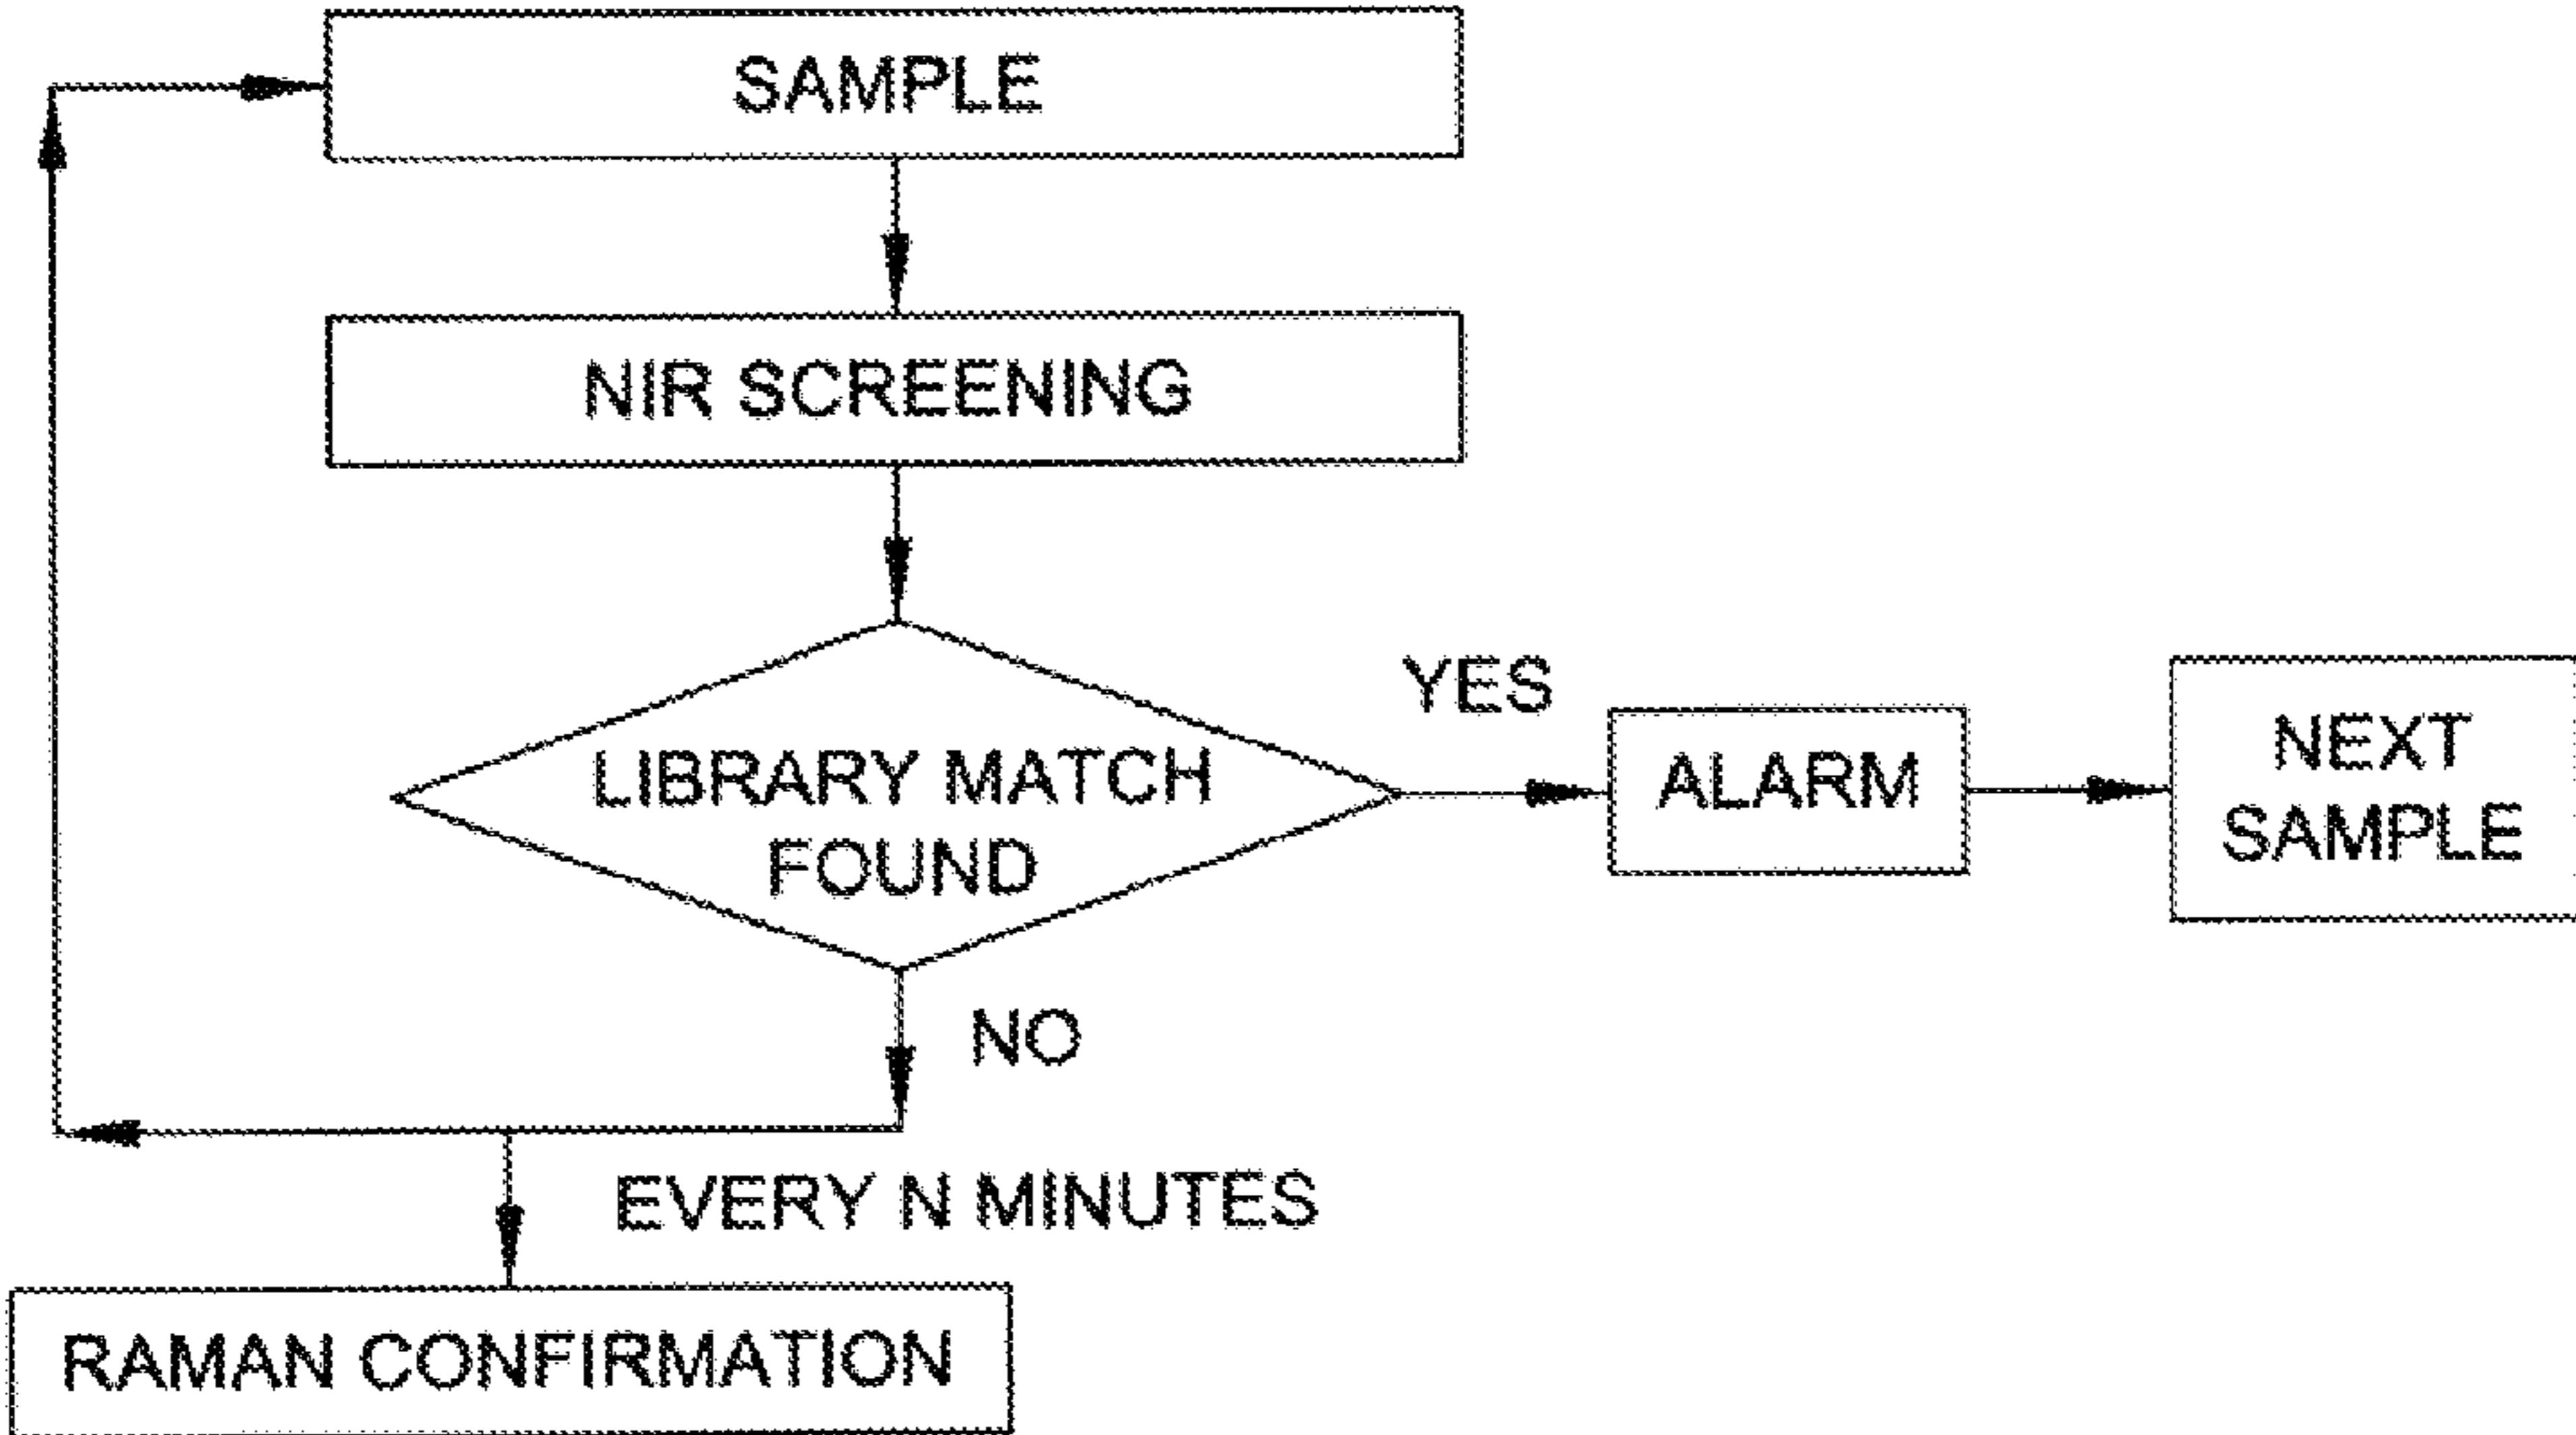 SAMPLE
NIR SCREENING
LIBRARY MATCH
FOUND
YES
ALARM
NEXT
SAMPLE
NO
EVERY N MINUTES
RAMAN CONFIRMATION